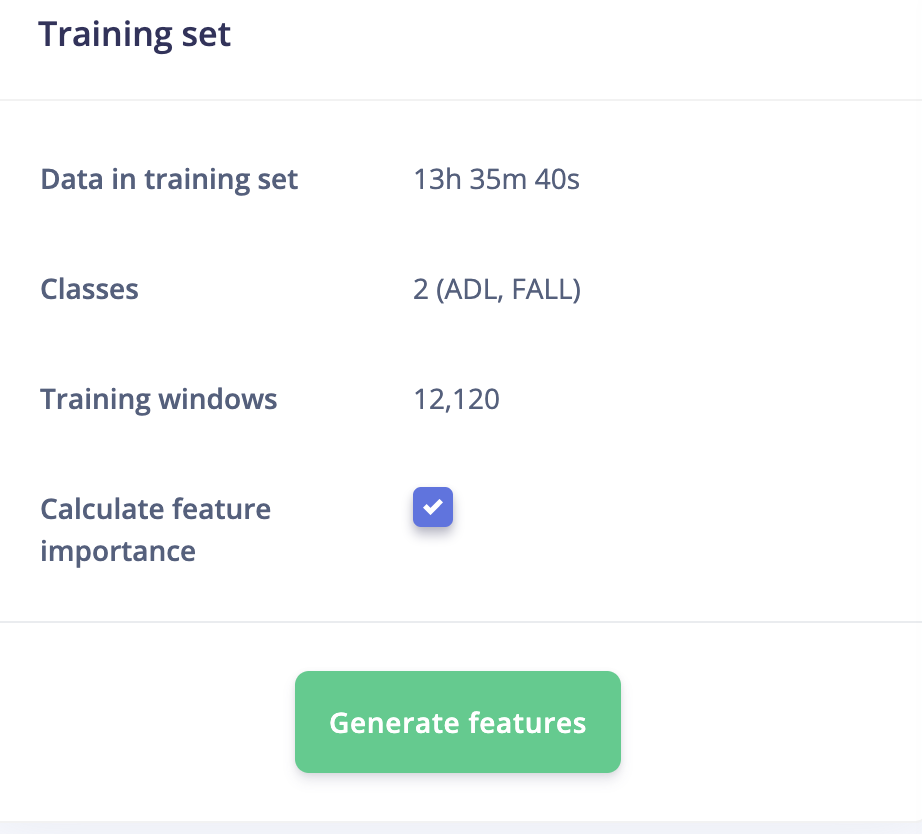 Training set
Data in training set 13h 35m 40s
Classes 2 (ADL, FALL)
Training windows 12,120
Calculate feature
importance
Generate features